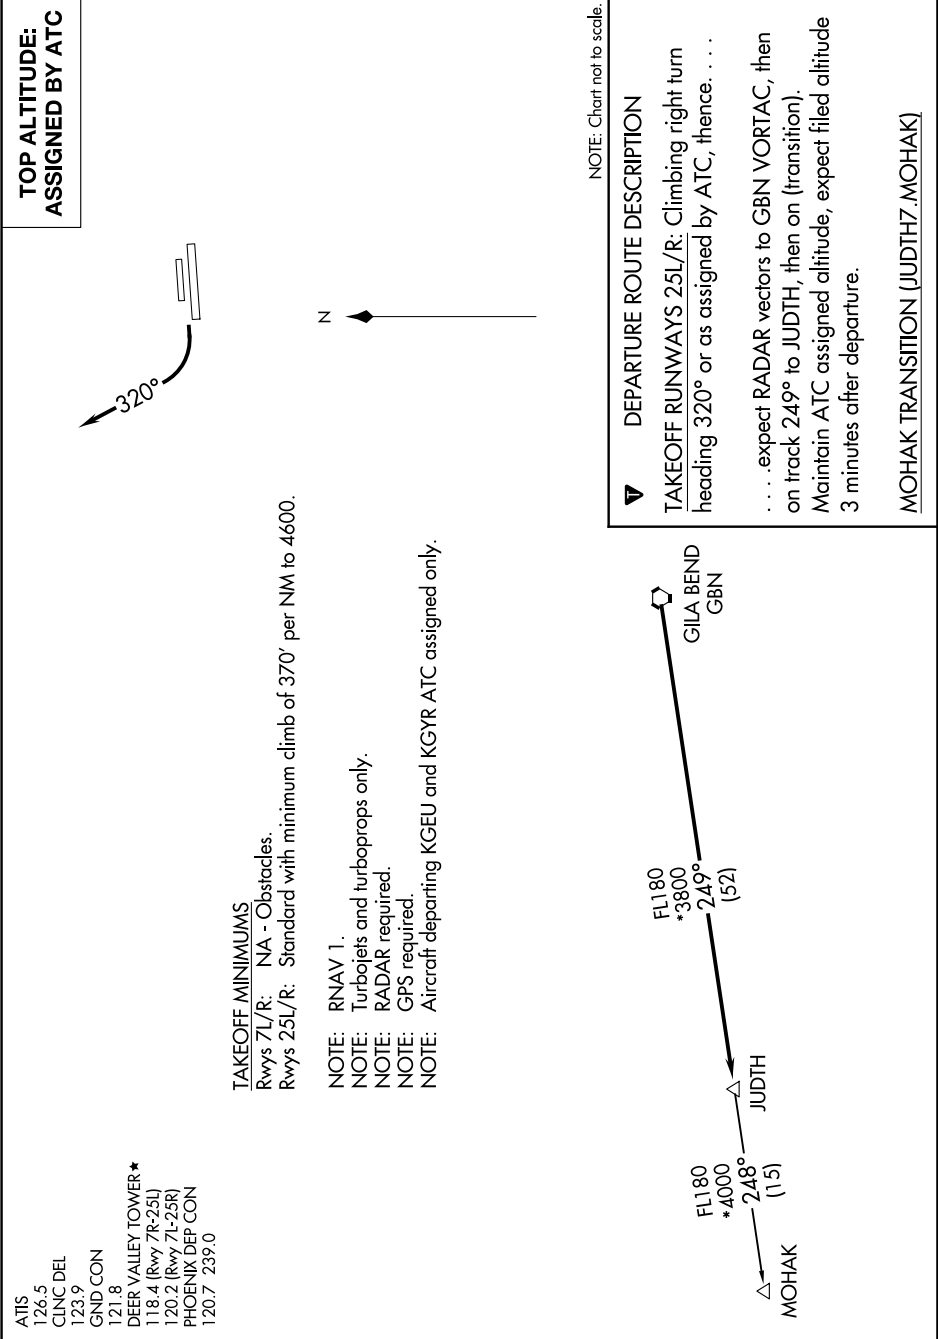 TOP ALTITUDE:
ASSIGNED BY ATC
ATIS
126.5
CLNC DEL
123.9
GND CON
121.8
DEER VALLEY TOWER★
118.4 (Rwy 7R-25L)
120.2 (Rwy 7L-25R)
PHOENIX DEP CON
120.7 239.0
320°
TAKEOFF MINIMUMS
Rwys 7L/R: NA - Obstacles.
Rwys 25L/R: Standard with minimum climb of 370' per NM to 4600.
NOTE: RNAV 1.
NOTE: Turbojets and turboprops only.
NOTE: RADAR required.
NOTE: GPS required.
NOTE: Aircraft departing KGEU and KGYR ATC assigned only.
N
NOTE: Chart not to scale.
GILA BEND
GBN
FL180
*3800
249°
(52)
JUDTH
FL180
*4000
248°
(15)
MOHAK
T
DEPARTURE ROUTE DESCRIPTION
TAKEOFF RUNWAYS 25L/R: Climbing right turn
heading 320° or as assigned by ATC, thence. . . .
. . . .expect RADAR vectors to GBN VORTAC, then
on track 249° to JUDTH, then on (transition).
Maintain ATC assigned altitude, expect filed altitude
3 minutes after departure.
MOHAK TRANSITION (JUDTH7.MOHAK)